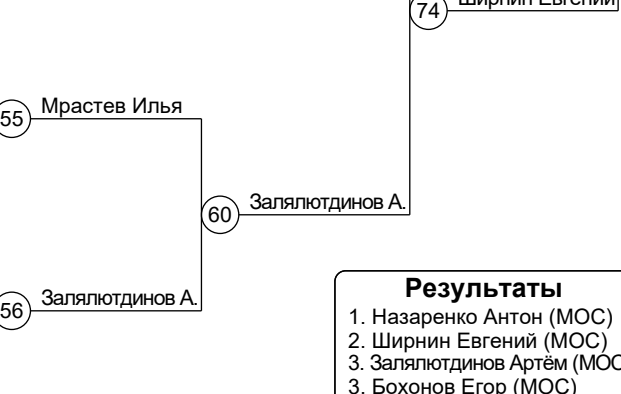 74
Ширнин Евгений
55
Мрастев Илья
60
Залялютдинов А.
56
Залялютдинов А.
Результаты
1. Назаренко Антон (МОС)
2. Ширнин Евгений (МОС)
3. Залялютдинов Артём (МОС
3. Бохонов Егор (МОС)